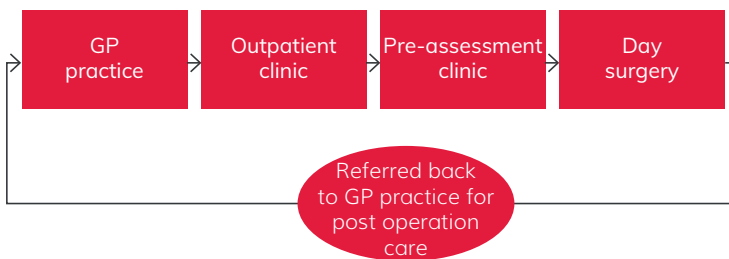 GP
practice
Outpatient
clinic
Pre-assessment
clinic
Day
surgery
Referred back
to GP practice for
post operation
care